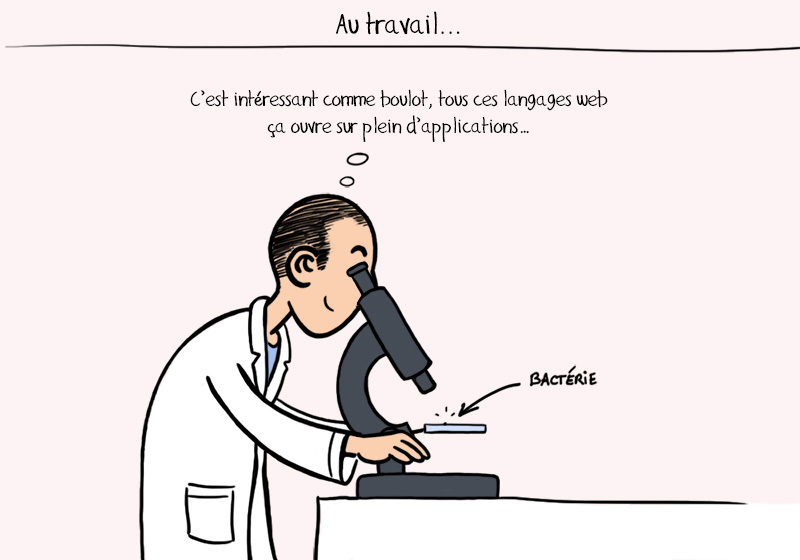 Au travail...
C'est intéressant comme boulot, tous ces langages web
ça ouvre sur plein d'applications...
BACTÉRIE